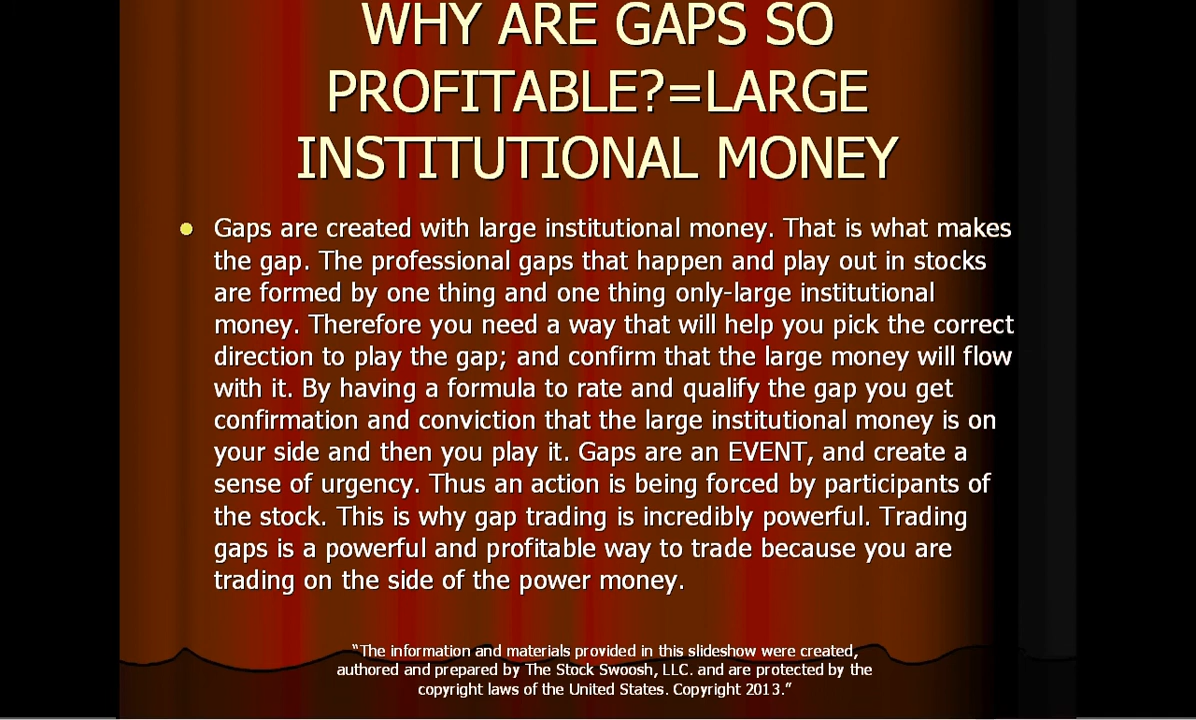 WHY ARE GAPS SO
PROFITABLE?=LARGE
INSTITUTIONAL MONEY
Gaps are created with large institutional money. That is what makes
the gap. The professional gaps that happen and play out in stocks
are formed by one thing and one thing only-large institutional
money. Therefore you need a way that will help you pick the correct
direction to play the gap; and confirm that the large money will flow
with it. By having a formula to rate and qualify the gap you get
confirmation and conviction that the large institutional money is on
your side and then you play it. Gaps are an EVENT, and create a
sense of urgency. Thus an action is being forced by participants of
the stock. This is why gap trading is incredibly powerful. Trading
gaps is a powerful and profitable way to trade because you are
trading on the side of the power money.
“The information and materials provided in this slideshow were created,
authored and prepared by The Stock Swoosh, LLC. and are protected by the
copyright laws of the United States. Copyright 2013.”